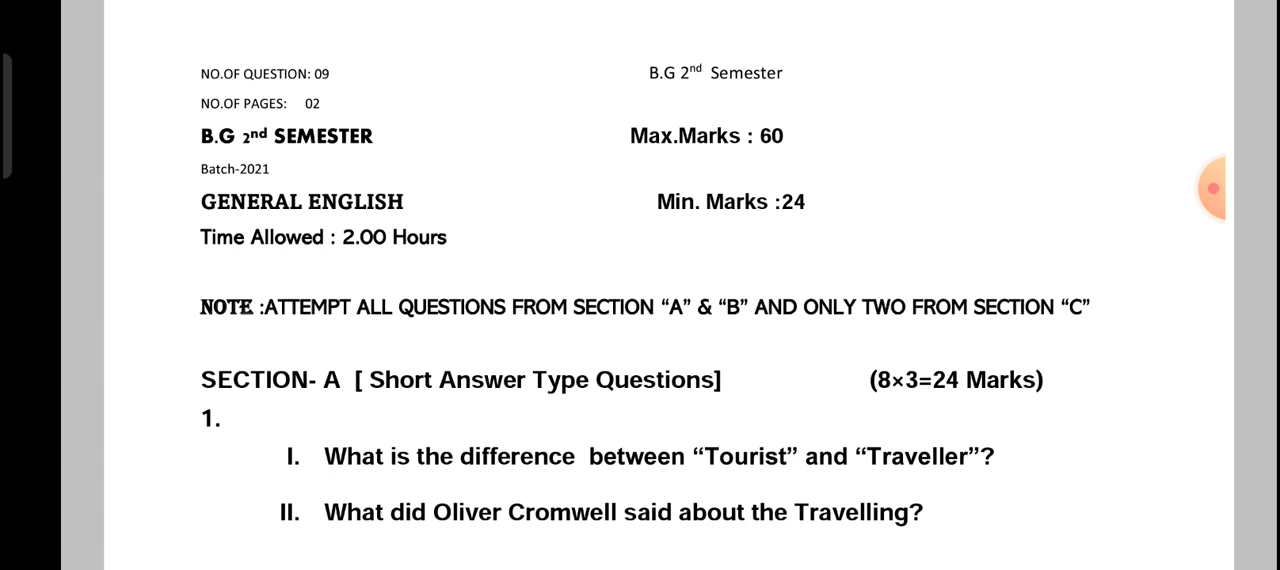 NO.OF QUESTION: 09 B.G 2nd Semester
NO.OF PAGES: 02
B.G 2nd SEMESTER Max.Marks : 60
Batch-2021
GENERAL ENGLISH Min. Marks :24
Time Allowed : 2.00 Hours
NOTE :ATTEMPT ALL QUESTIONS FROM SECTION “A” & “B” AND ONLY TWO FROM SECTION “C”
SECTION- A [ Short Answer Type Questions] (8×3=24 Marks)
1.
I. What is the difference between “Tourist” and “Traveller”?
II. What did Oliver Cromwell said about the Travelling?